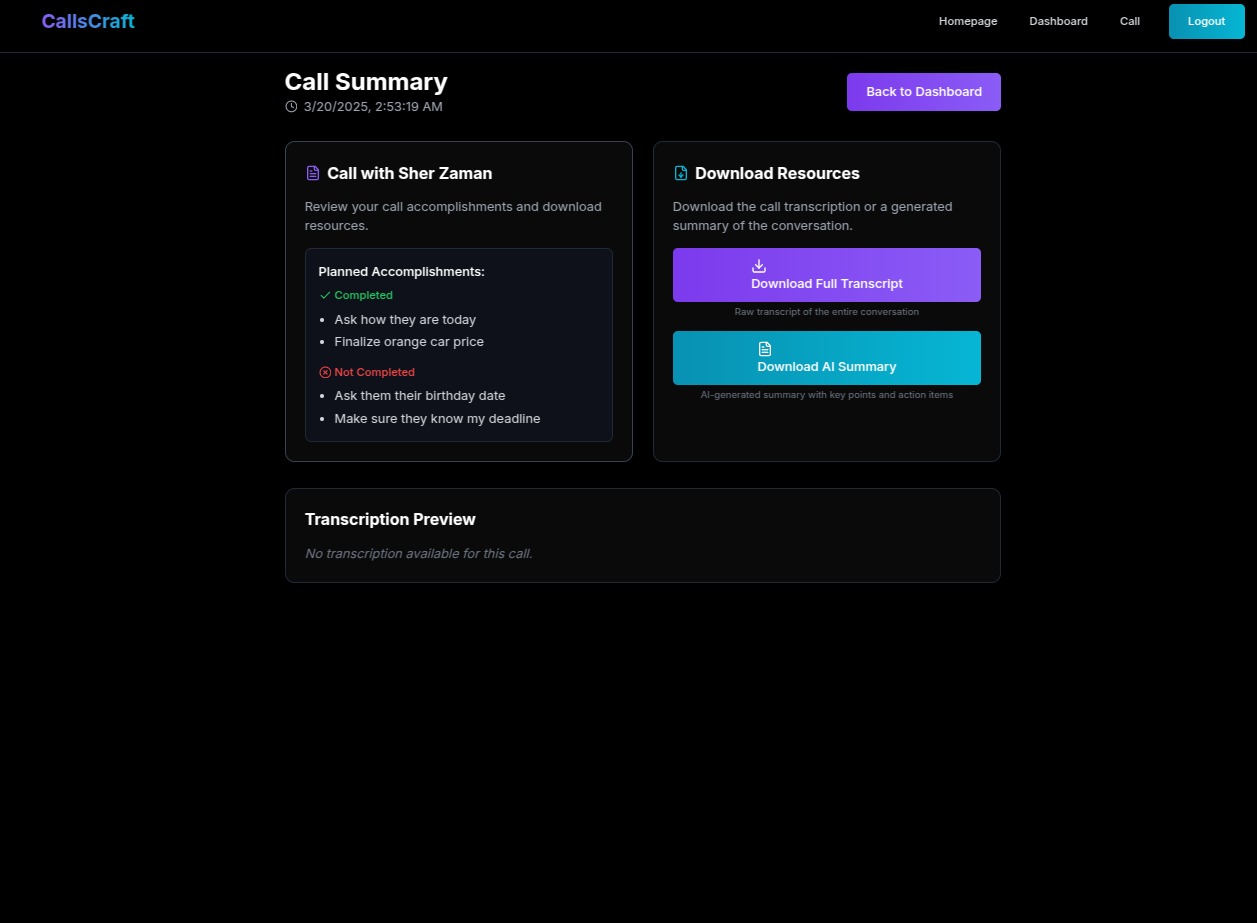 CallsCraft
Homepage
Dashboard
Call
Logout
Call Summary
3/20/2025, 2:53:19 AM
Back to Dashboard
Call with Sher Zaman
Review your call accomplishments and download
resources.
Planned Accomplishments:
Completed
Ask how they are today
Finalize orange car price
Not Completed
Ask them their birthday date
Make sure they know my deadline
Download Resources
Download the call transcription or a generated
summary of the conversation.
Download Full Transcript
Raw transcript of the entire conversation
Download AI Summary
AI-generated summary with key points and action items
Transcription Preview
No transcription available for this call.